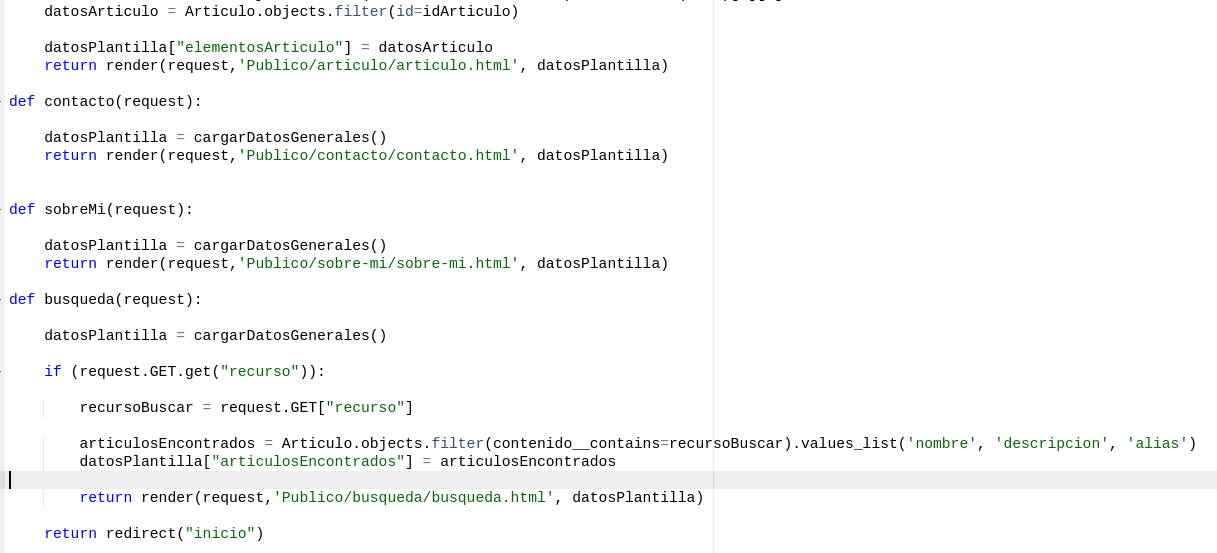 datosArticulo = Articulo.objects.filter(id=idArticulo)
datosPlantilla["elementosArticulo"] = datosArticulo
return render(request,'Publico/articulo/articulo.html', datosPlantilla)
def contacto(request):
datosPlantilla = cargarDatosGenerales()
return render(request,'Publico/contacto/contacto.html', datosPlantilla)
def sobreMi(request):
datosPlantilla = cargarDatosGenerales()
return render(request,'Publico/sobre-mi/sobre-mi.html', datosPlantilla)
def busqueda(request):
datosPlantilla = cargarDatosGenerales()
if (request.GET.get("recurso")):
recursoBuscar = request.GET["recurso"]
articulosEncontrados = Articulo.objects.filter(contenido__contains=recursoBuscar).values_list('nombre', 'descripcion', 'alias')
datosPlantilla["articulosEncontrados"] = articulosEncontrados
return render(request,'Publico/busqueda/busqueda.html', datosPlantilla)
return redirect("inicio")